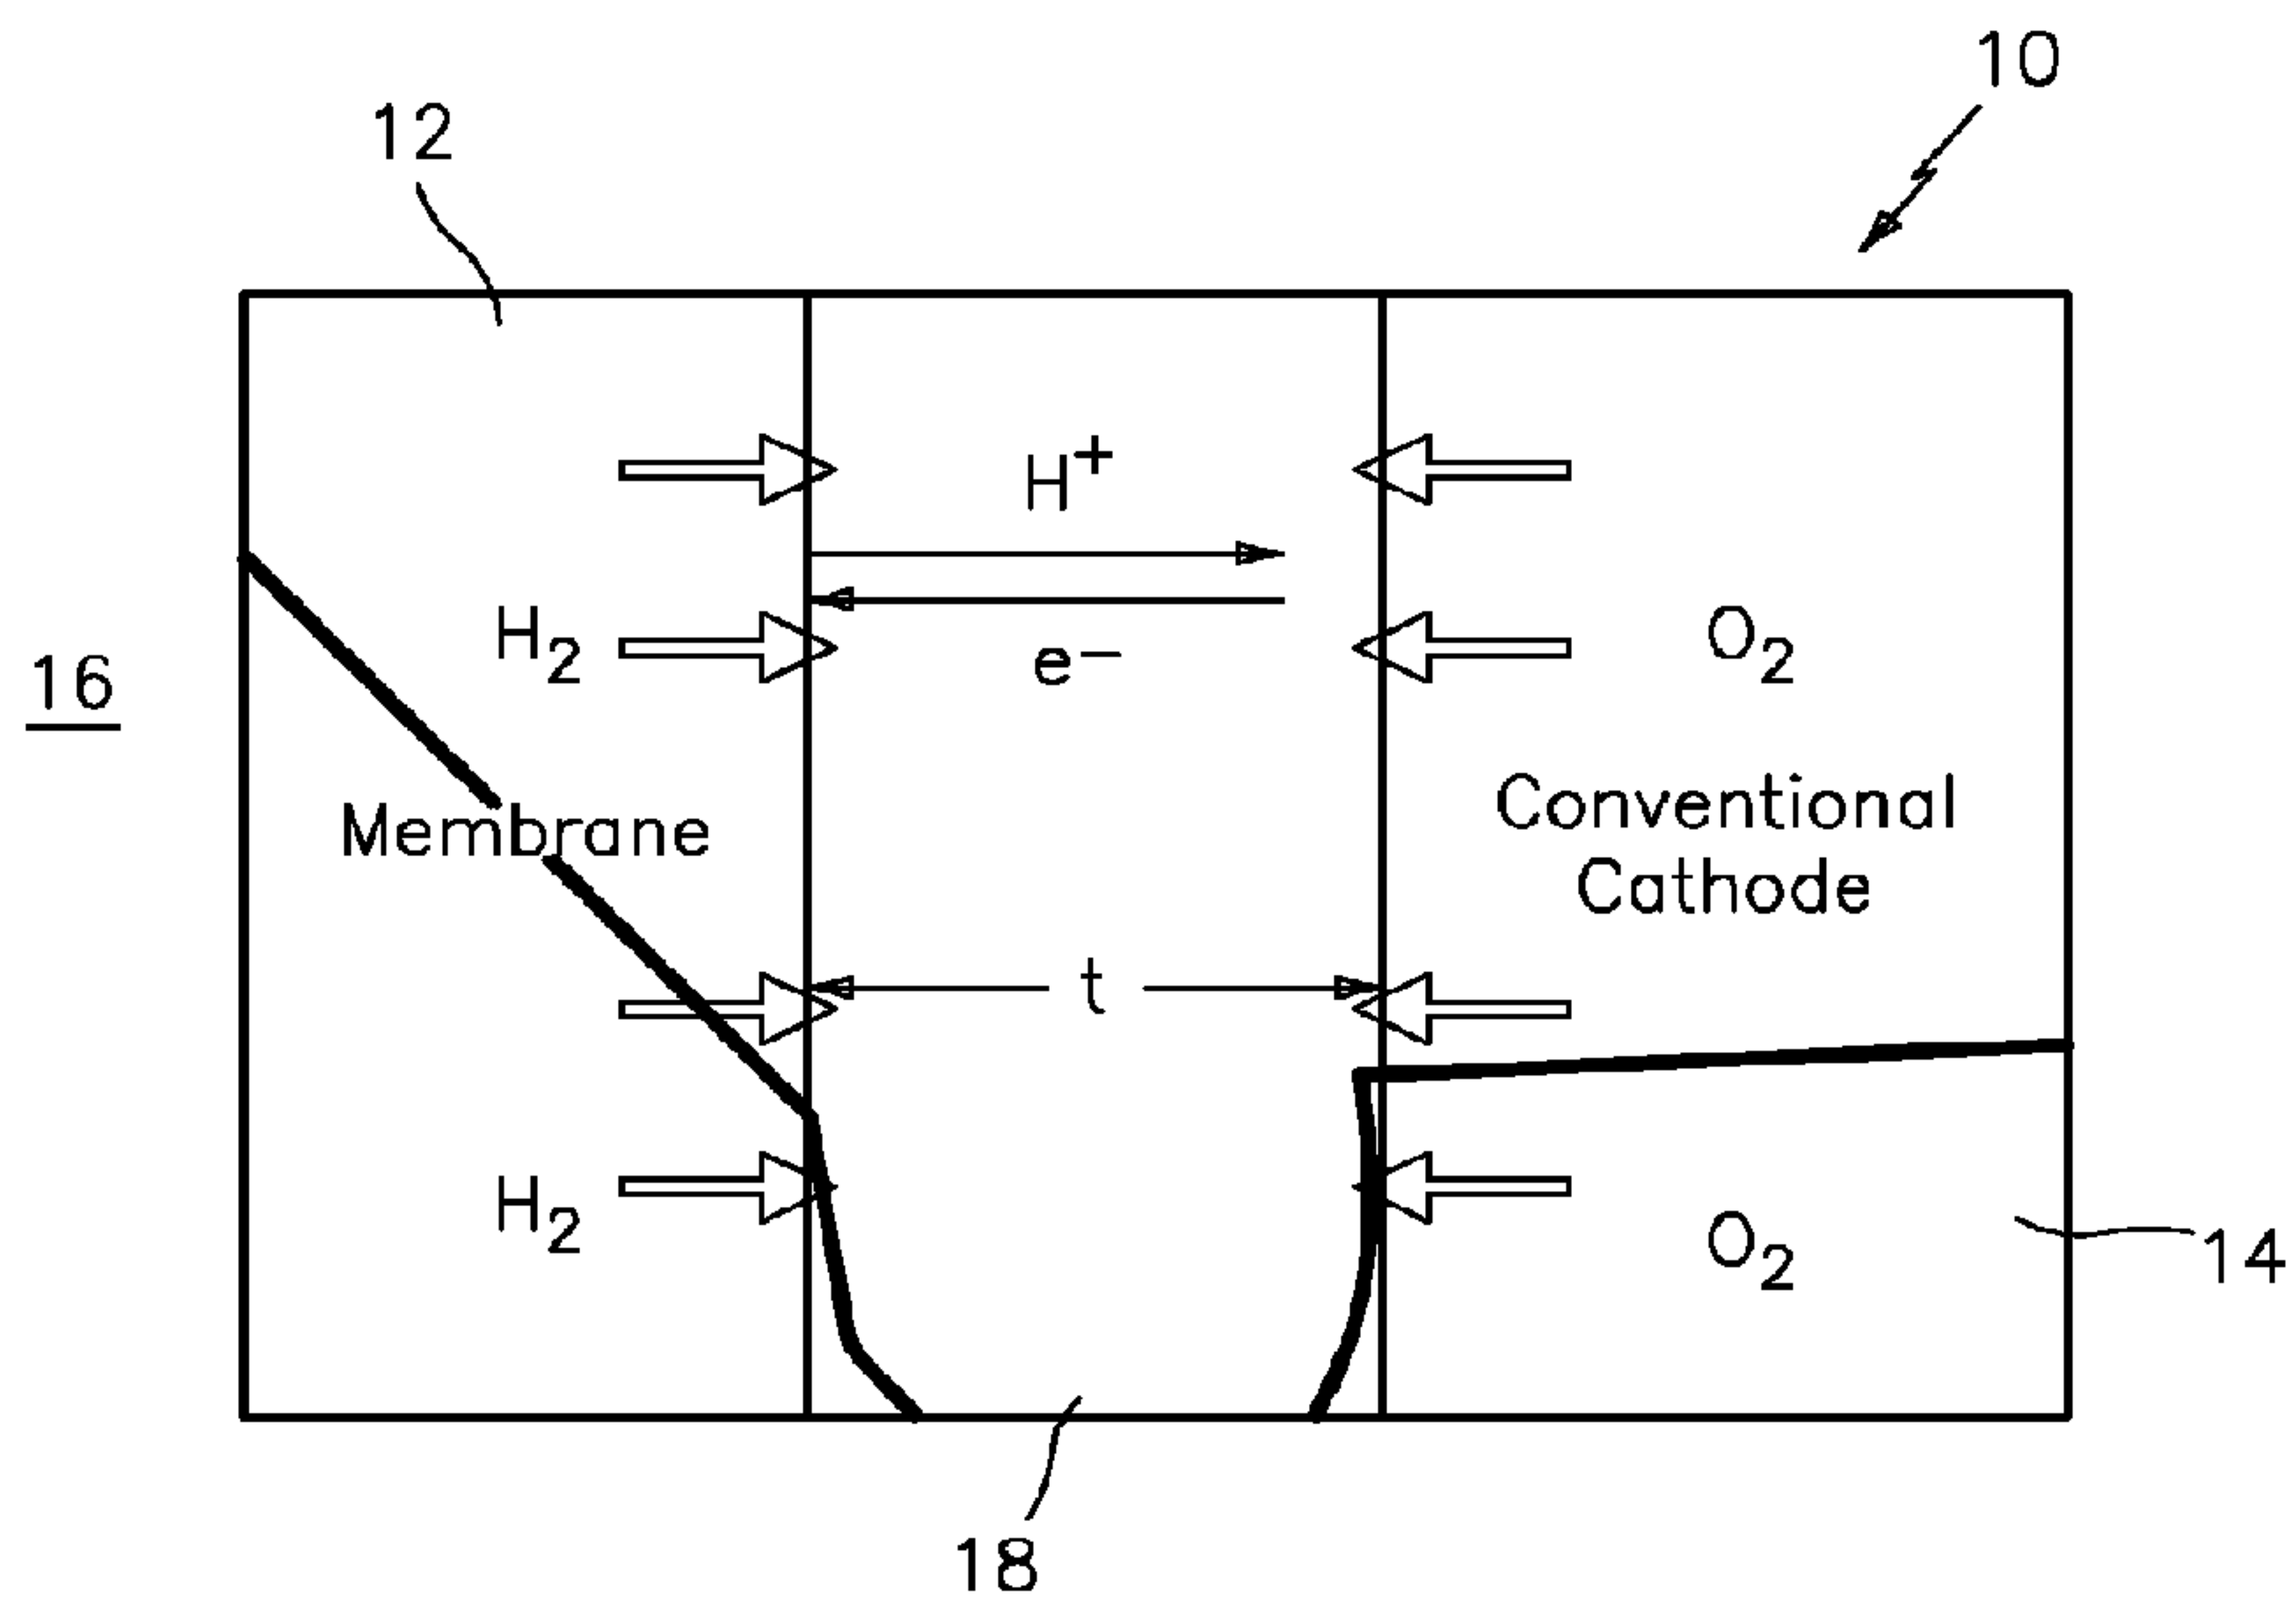 10
12
H⁺
H₂
e⁻
O₂
16
Membrane
Conventional
Cathode
t
H₂
O₂
14
18